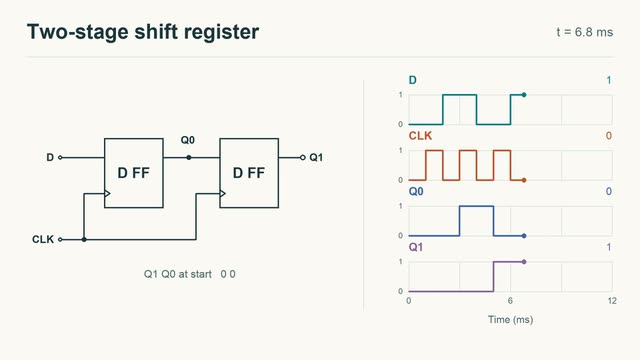 Two-stage shift register
t = 6.8 ms
D
D FF
Q0
D FF
Q1
CLK
Q1 Q0 at start 0 0
D 1
1
0
CLK 0
1
0
Q0 0
1
0
Q1 1
1
0
0 6 12
Time (ms)